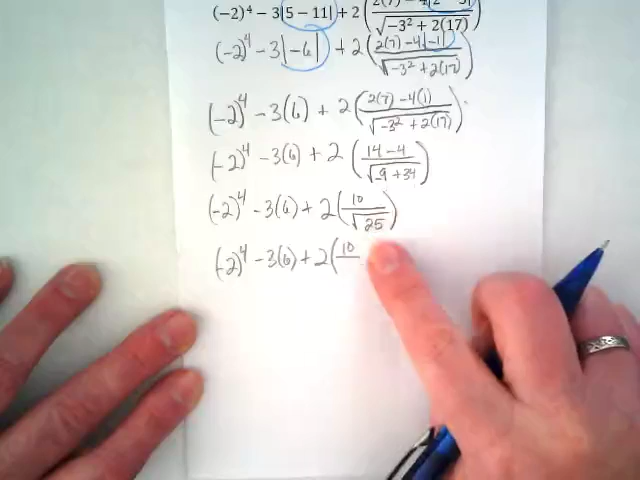 (-2)⁴ - 3|5 - 11| + 2 (2(7) - 4|2 - 3| / √(-3² + 2(17)))
(-2)⁴ - 3|-6| + 2 (2(7) - 4|-1| / √(-3² + 2(17)))
(-2)⁴ - 3(6) + 2 (2(7) - 4(1) / √(-3² + 2(17)))
(-2)⁴ - 3(6) + 2 (14 - 4 / √(-9 + 34))
(-2)⁴ - 3(6) + 2 (10 / √25)
(-2)⁴ - 3(6) + 2 (10 /